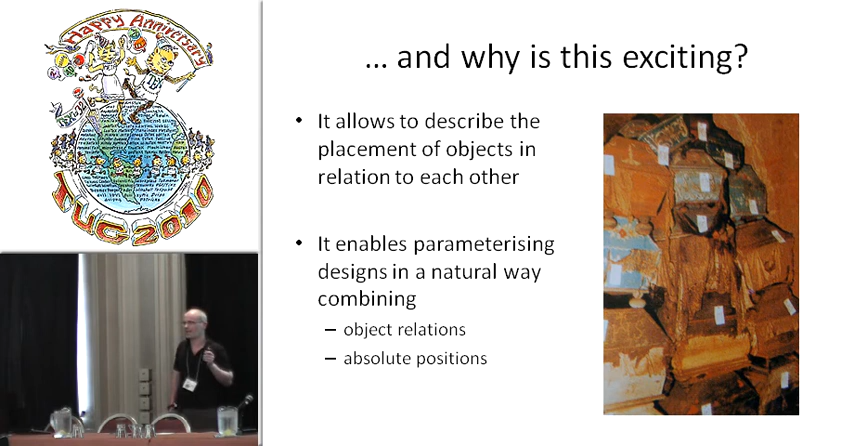 Happy Anniversary
TUG 2010
... and why is this exciting?
• It allows to describe the
placement of objects in
relation to each other
• It enables parameterising
designs in a natural way
combining
– object relations
– absolute positions